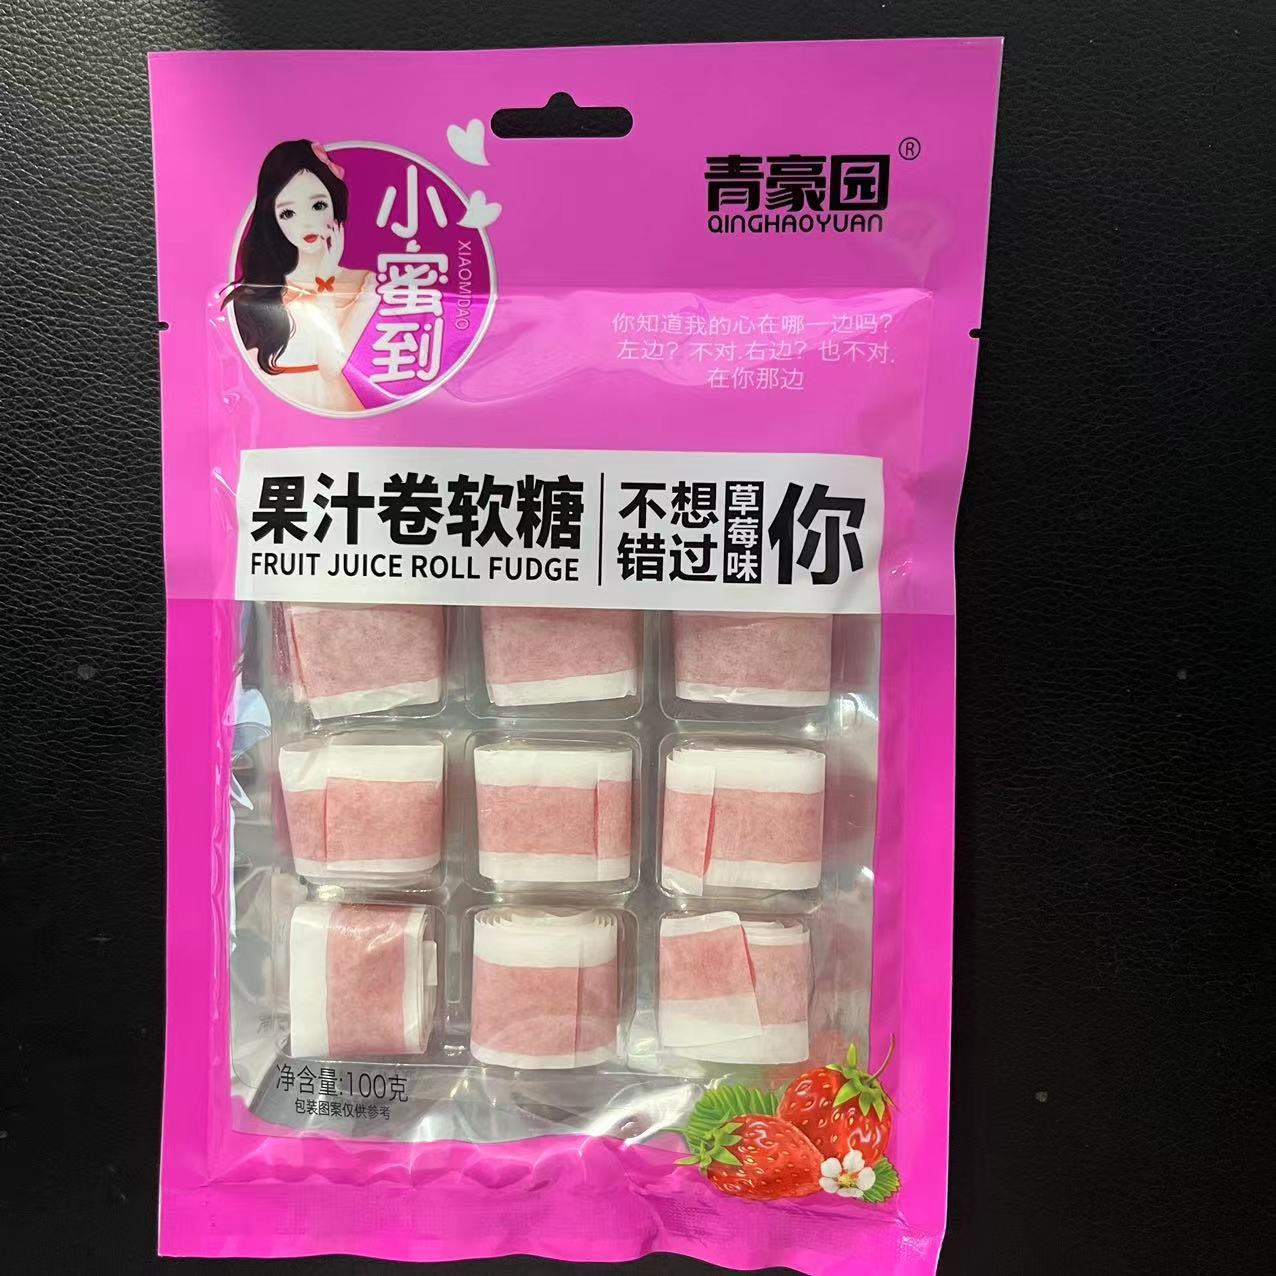 小蜜到
XIAOMIDAO
青豪园®
QINGHAOYUAN
你知道我的心在哪一边吗?
左边? 不对.右边? 也不对.
在你那边
果汁卷软糖
FRUIT JUICE ROLL FUDGE
不想
错过
草莓味
你
净含量:100克
包装图案仅供参考